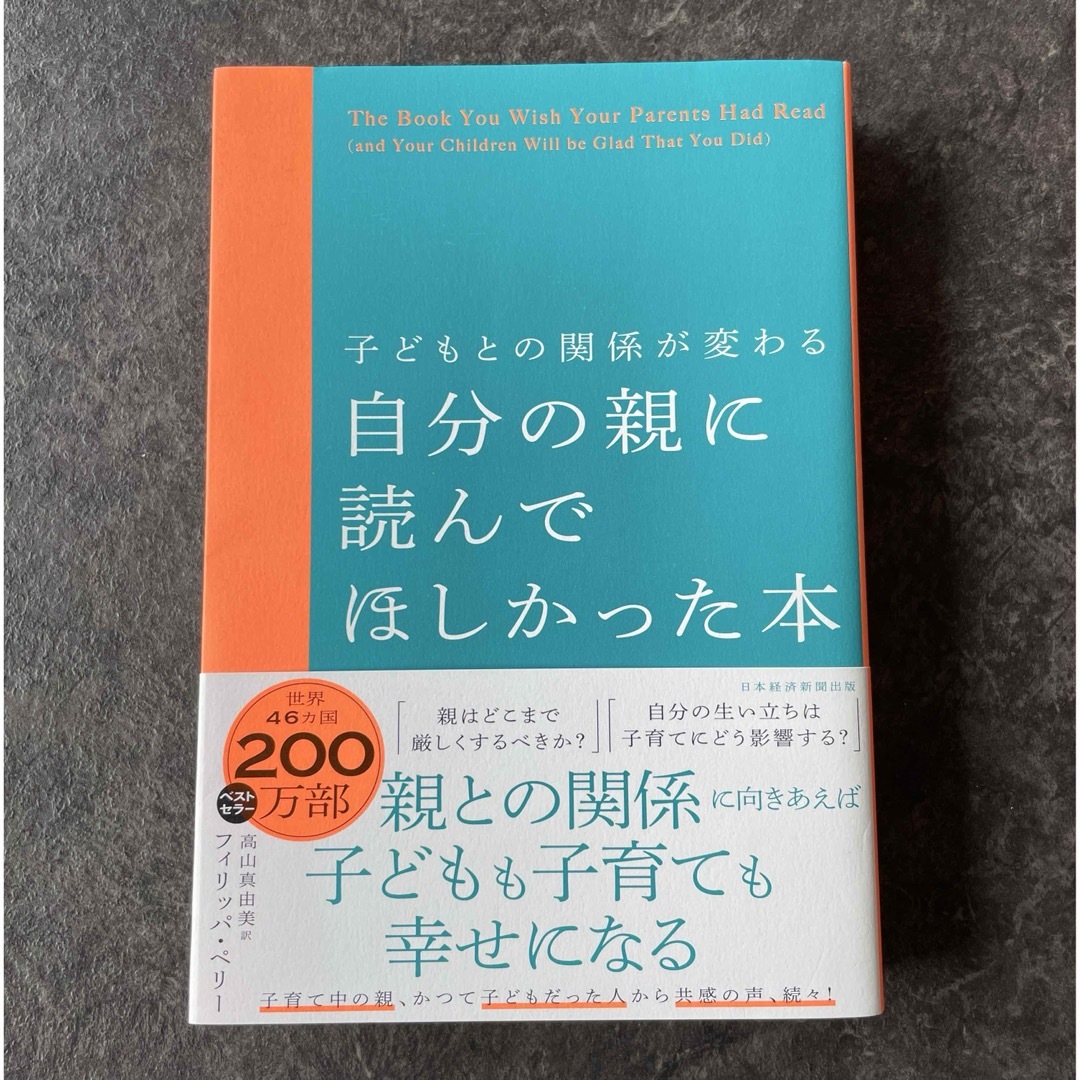 The Book You Wish Your Parents Had Read
(and Your Children Will be Glad That You Did)
子どもとの関係が変わる
自分の親に
読んで
ほしかった本
日本経済新聞出版
世界
46カ国
200
万部
ベスト
セラー
「親はどこまで
厳しくするべきか?」
「自分の生い立ちは
子育てにどう影響する?」
親との関係に向きあえば
子どもも子育ても
幸せになる
フィリッパ・ペリー
高山真由美 訳
子育て中の親、かつて子どもだった人から共感の声、続々!